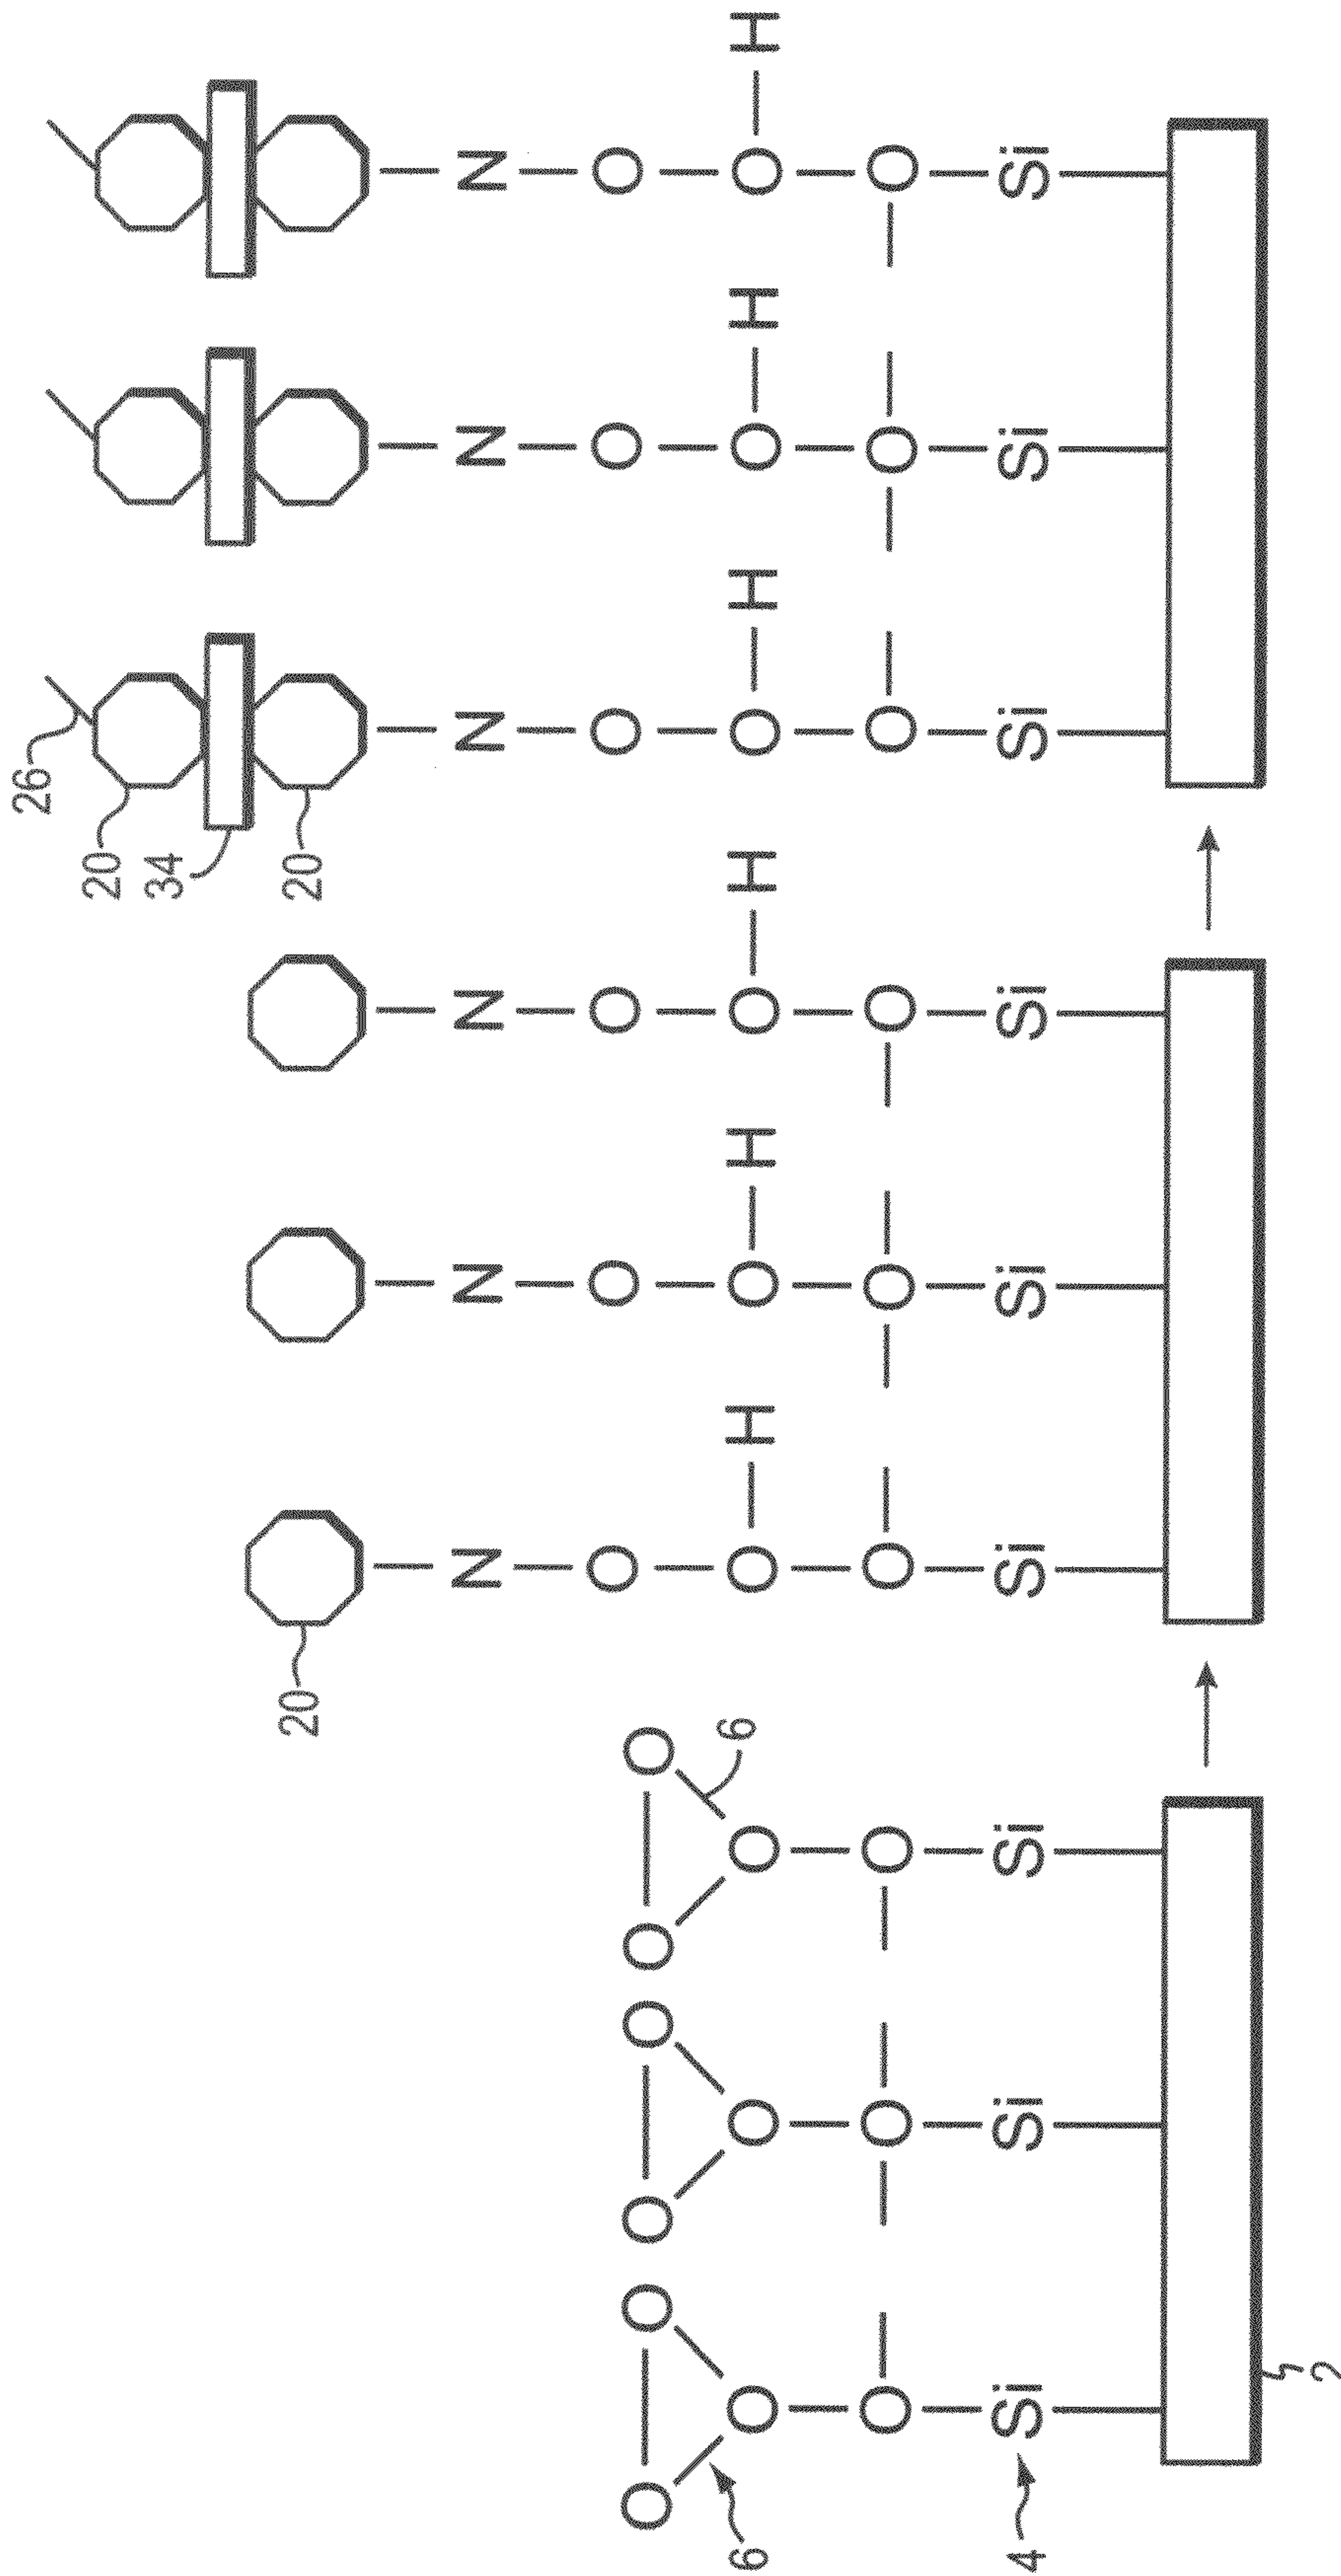 26
20
34
20 20
N N N N N N
O O O O O O O O O O O O
6 O O O 6 O H O H O H O H O H O H
O O O O O O O O O
4 Si Si Si Si Si Si Si Si Si
2